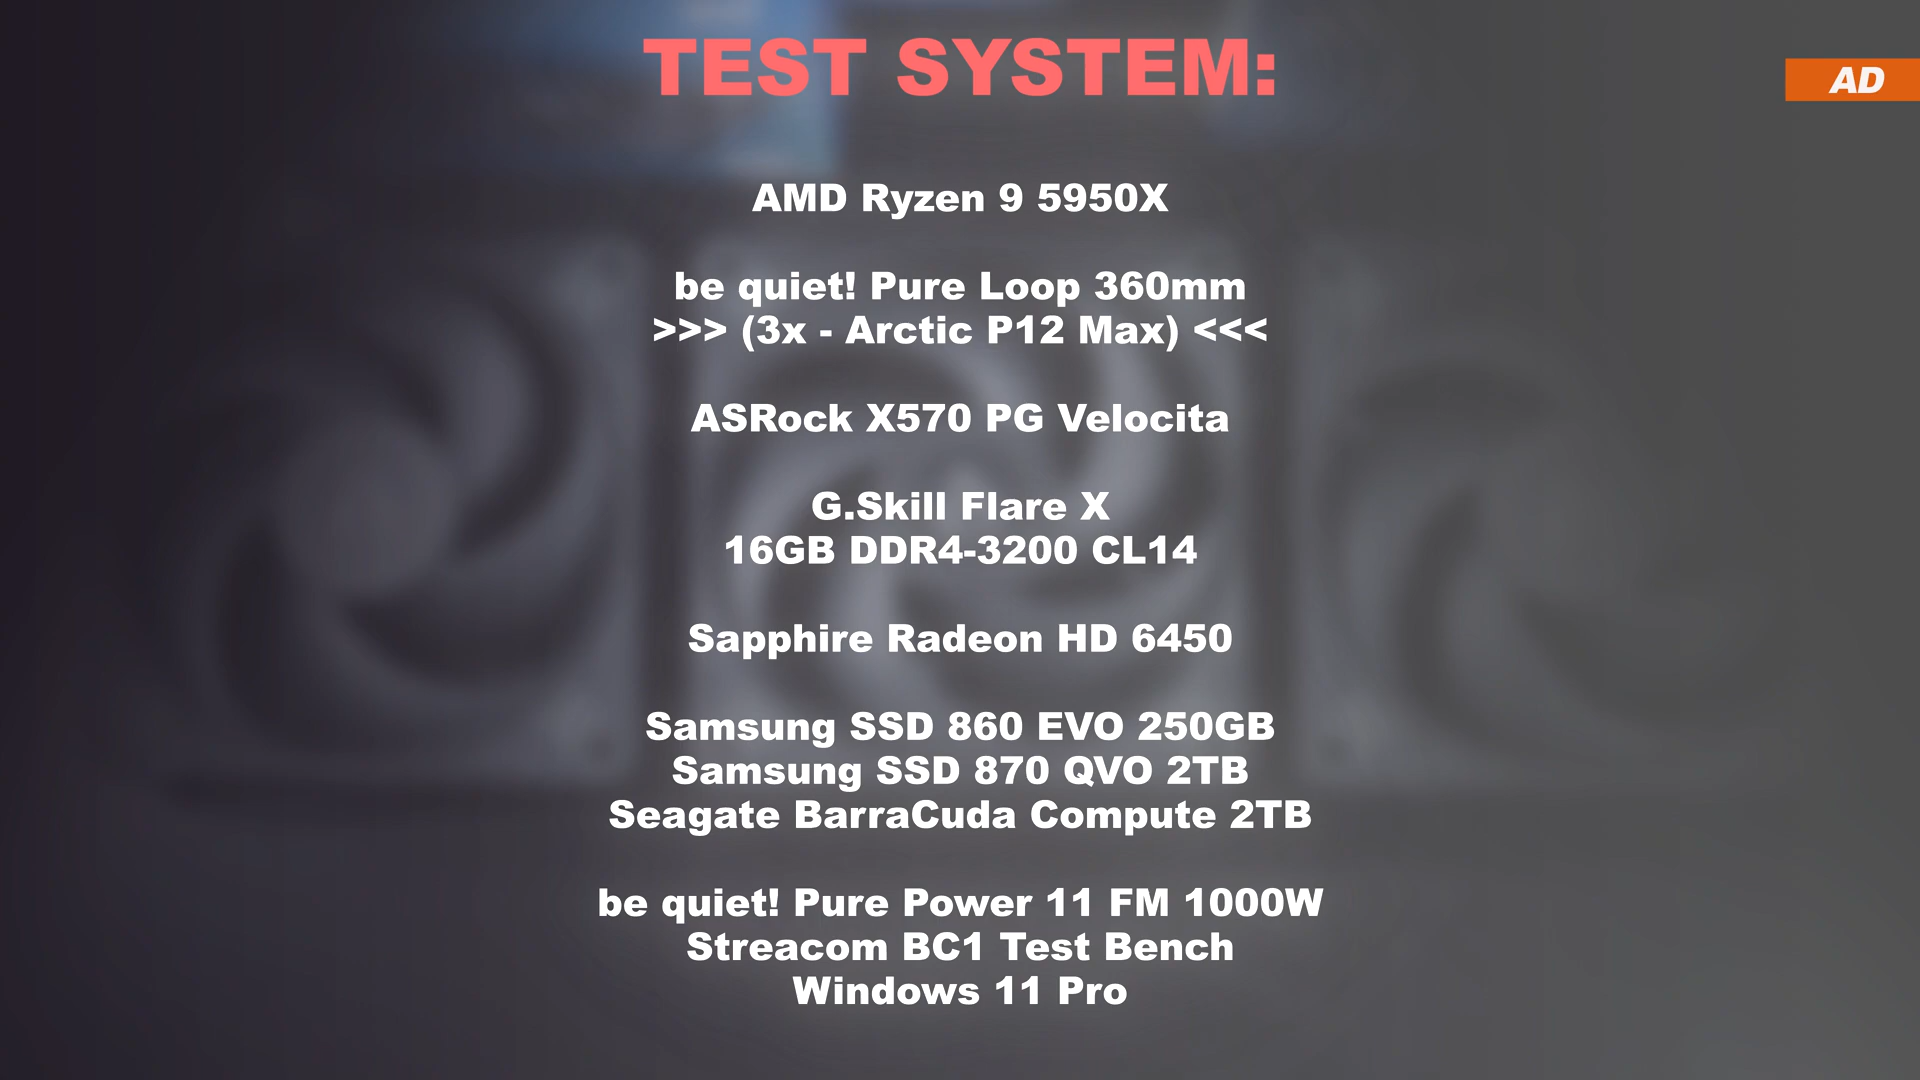 TEST SYSTEM:
AD
AMD Ryzen 9 5950X
be quiet! Pure Loop 360mm
>>> (3x - Arctic P12 Max) <<<
ASRock X570 PG Velocita
G.Skill Flare X
16GB DDR4-3200 CL14
Sapphire Radeon HD 6450
Samsung SSD 860 EVO 250GB
Samsung SSD 870 QVO 2TB
Seagate BarraCuda Compute 2TB
be quiet! Pure Power 11 FM 1000W
Streacom BC1 Test Bench
Windows 11 Pro